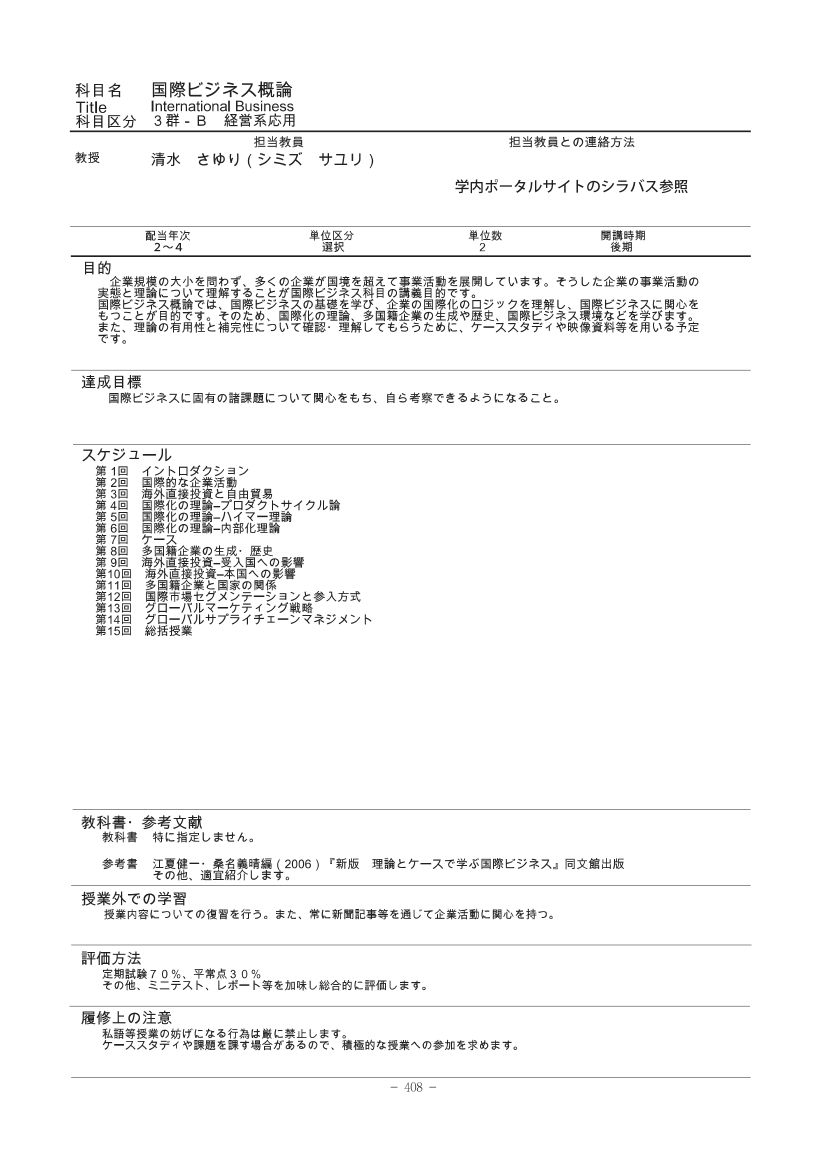 科目名　国際ビジネス概論
Title　International Business
科目区分　３群 - Ｂ　経営系応用
担当教員　担当教員との連絡方法
教授　清水　さゆり ( シミズ　サユリ )
学内ポータルサイトのシラバス参照
配当年次　単位区分　単位数　開講時期
２～４　選択　２　後期
目的
企業規模の大小を問わず、多くの企業が国境を超えて事業活動を展開しています。そうした企業の事業活動の
実態と理論について理解することが国際ビジネス科目の講義目的です。
国際ビジネス概論では、国際ビジネスの基礎を学び、企業の国際化のロジックを理解し、国際ビジネスに関心を
もつことが目的です。そのため、国際化の理論、多国籍企業の生成や歴史、国際ビジネス環境などを学びます。
また、理論の有用性と補完性について確認・理解してもらうために、ケーススタディや映像資料等を用いる予定
です。
達成目標
国際ビジネスに固有の諸課題について関心をもち、自ら考察できるようになること。
スケジュール
第 1回　イントロダクション
第 2回　国際的な企業活動
第 3回　海外直接投資と自由貿易
第 4回　国際化の理論–プロダクトサイクル論
第 5回　国際化の理論–ハイマー理論
第 6回　国際化の理論–内部化理論
第 7回　ケース
第 8回　多国籍企業の生成・歴史
第 9回　海外直接投資–受入国への影響
第10回　海外直接投資–本国への影響
第11回　多国籍企業と国家の関係
第12回　国際市場セグメンテーションと参入方式
第13回　グローバルマーケティング戦略
第14回　グローバルサプライチェーンマネジメント
第15回　総括授業
教科書・参考文献
教科書　特に指定しません。
参考書　江夏健一・桑名義晴編 ( 2006 ) 『新版　理論とケースで学ぶ国際ビジネス』同文館出版
その他、適宜紹介します。
授業外での学習
授業内容についての復習を行う。また、常に新聞記事等を通じて企業活動に関心を持つ。
評価方法
定期試験７０％、平常点３０％
その他、ミニテスト、レポート等を加味し総合的に評価します。
履修上の注意
私語等授業の妨げになる行為は厳に禁止します。
ケーススタディや課題を課す場合があるので、積極的な授業への参加を求めます。
－ 408 －